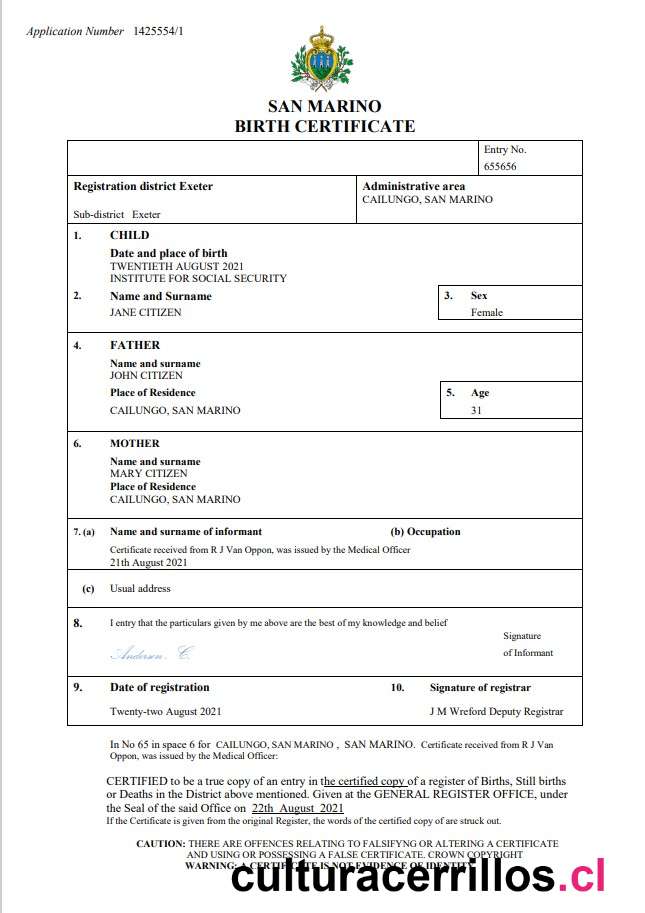 Application Number 1425554/1
SAN MARINO
BIRTH CERTIFICATE
Entry No.
655656
Registration district Exeter
Administrative area
CAILUNGO, SAN MARINO
Sub-district Exeter
1. CHILD
Date and place of birth
TWENTIETH AUGUST 2021
INSTITUTE FOR SOCIAL SECURITY
2. Name and Surname
3. Sex
JANE CITIZEN
Female
4. FATHER
Name and surname
JOHN CITIZEN
Place of Residence
5. Age
CAILUNGO, SAN MARINO
31
6. MOTHER
Name and surname
MARY CITIZEN
Place of Residence
CAILUNGO, SAN MARINO
7. (a) Name and surname of informant
(b) Occupation
Certificate received from R J Van Oppon, was issued by the Medical Officer
21th August 2021
(c) Usual address
8. I entry that the particulars given by me above are the best of my knowledge and belief
Signature
of Informant
Andersen. C.
9. Date of registration
10. Signature of registrar
Twenty-two August 2021
J M Wreford Deputy Registrar
In No 65 in space 6 for CAILUNGO, SAN MARINO , SAN MARINO. Certificate received from R J Van
Oppon, was issued by the Medical Officer:
CERTIFIED to be a true copy of an entry in the certified copy of a register of Births, Still births
or Deaths in the District above mentioned. Given at the GENERAL REGISTER OFFICE, under
the Seal of the said Office on 22th August 2021
If the Certificate is given from the original Register, the words of the certified copy of are struck out.
CAUTION: THERE ARE OFFENCES RELATING TO FALSIFYNG OR ALTERING A CERTIFICATE
AND USING OR POSSESSING A FALSE CERTIFICATE. CROWN COPYRIGHT
WARNING: A CERTIFICATE IS NOT EVIDENCE OF IDENTITY
culturacerrillos.cl